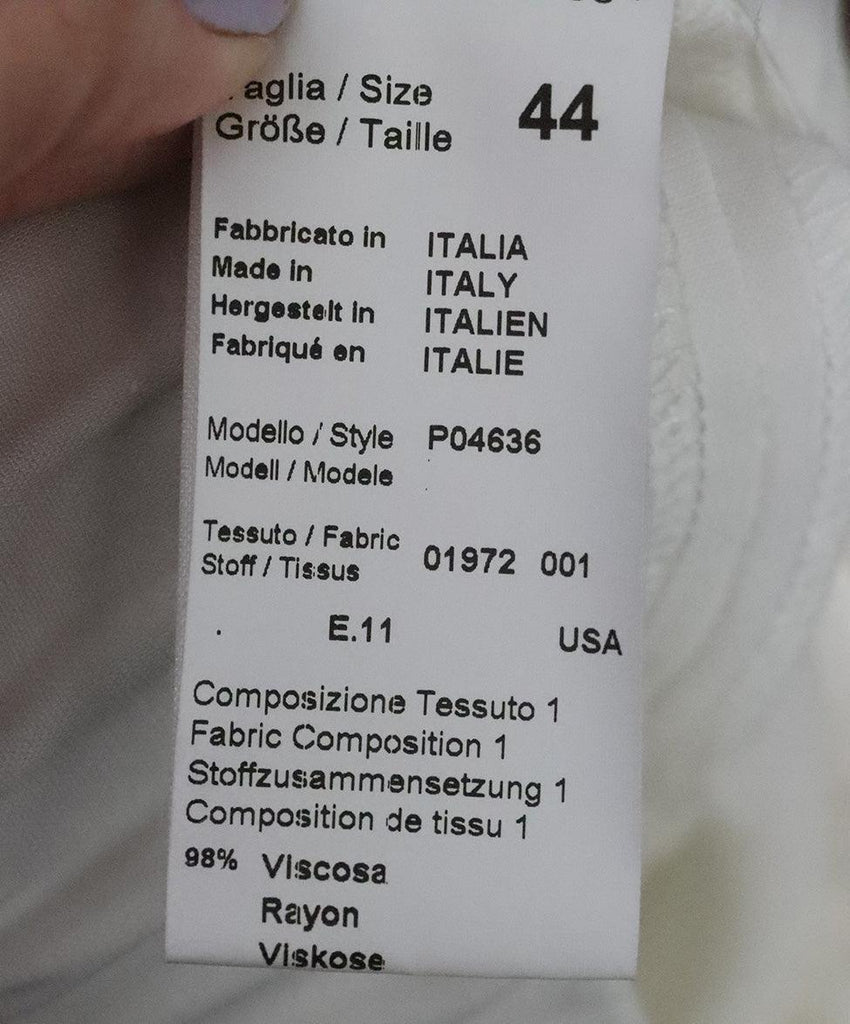 Size 44
Größe / Taille
Fabbricato in ITALIA
Made in ITALY
Hergestelt in ITALIEN
Fabriqué en ITALIE
Modello / Style P04636
Modell / Modele
Tessuto / Fabric 01972 001
Stoff / Tissus
E.11 USA
Composizione Tessuto 1
Fabric Composition 1
Stoffzusammensetzung 1
Composition de tissu 1
98% Viscosa
Rayon
Viskose